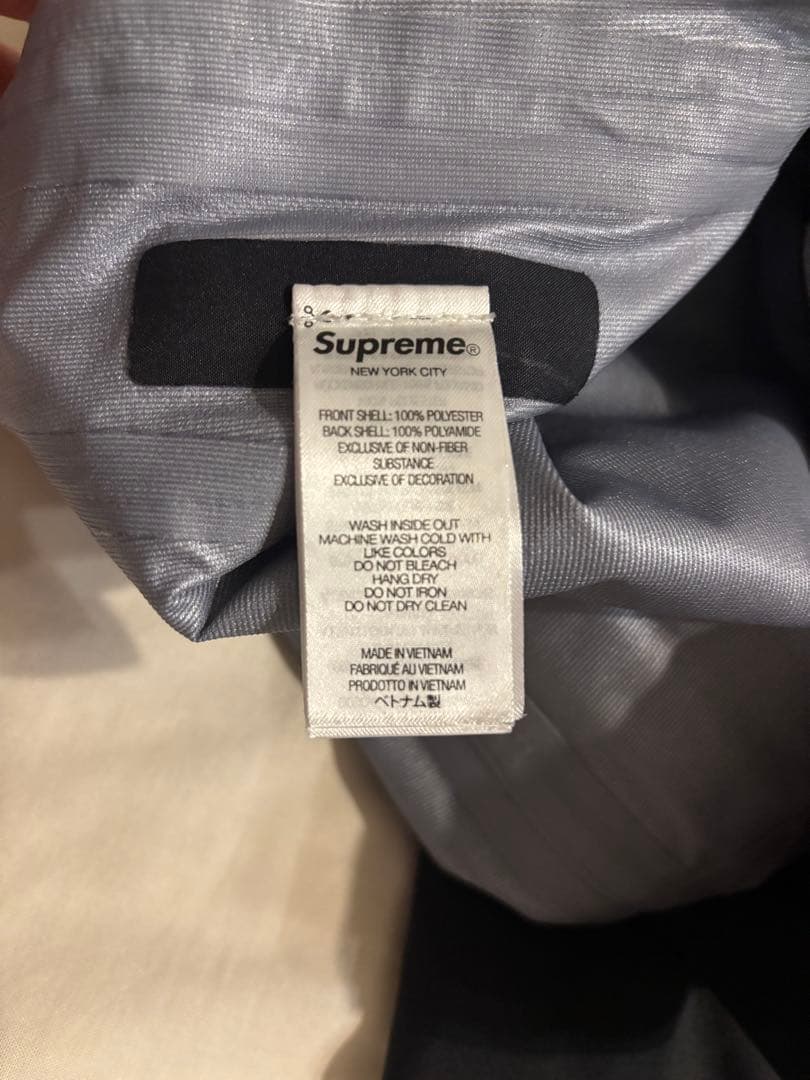 Supreme®
NEW YORK CITY
FRONT SHELL: 100% POLYESTER
BACK SHELL: 100% POLYAMIDE
EXCLUSIVE OF NON-FIBER
SUBSTANCE
EXCLUSIVE OF DECORATION
WASH INSIDE OUT
MACHINE WASH COLD WITH
LIKE COLORS
DO NOT BLEACH
HANG DRY
DO NOT IRON
DO NOT DRY CLEAN
MADE IN VIETNAM
FABRIQUÉ AU VIETNAM
PRODOTTO IN VIETNAM
ベトナム製